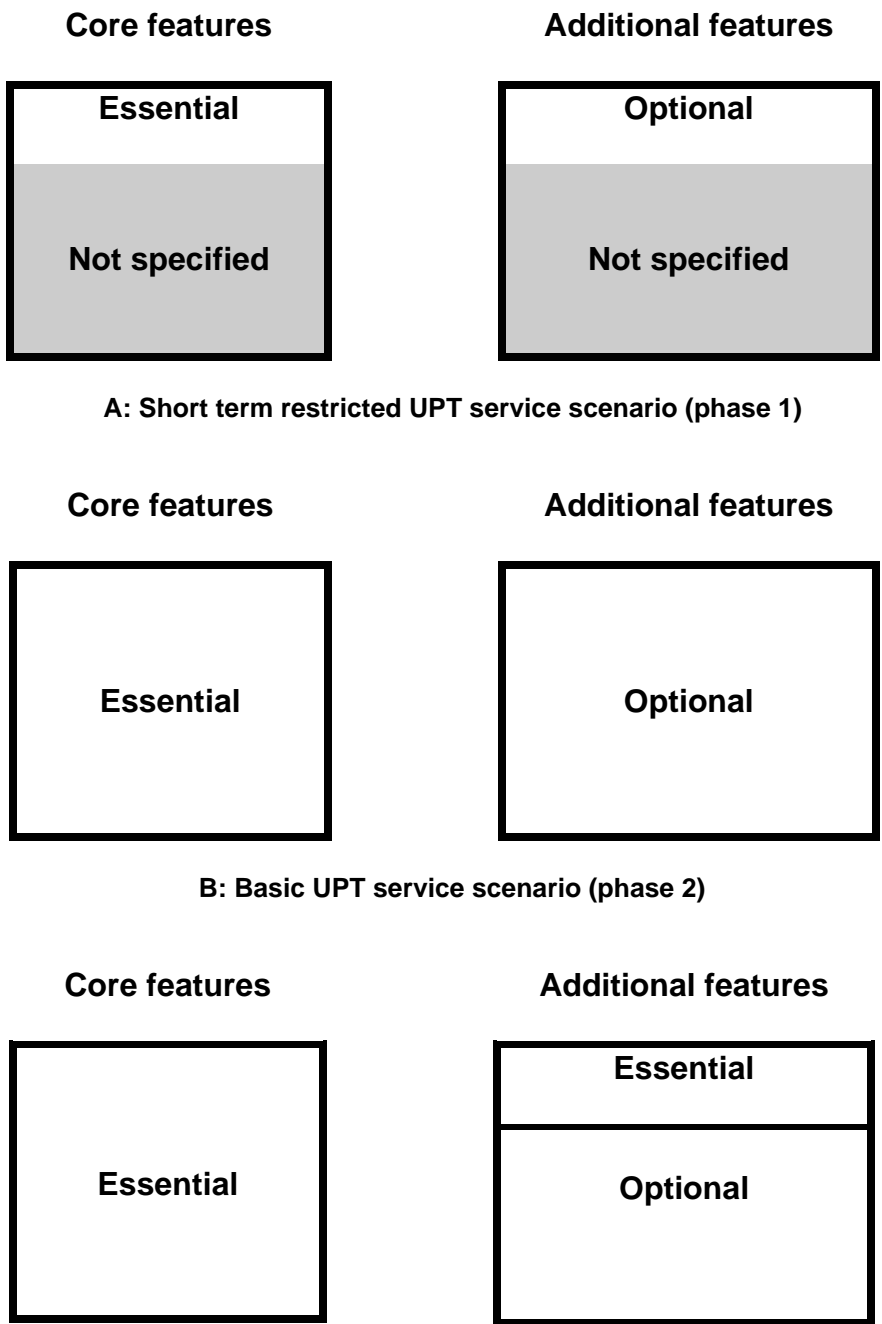 Core features
Additional features
Essential
Optional
Not specified
Not specified
A: Short term restricted UPT service scenario (phase 1)
Core features
Additional features
Essential
Optional
B: Basic UPT service scenario (phase 2)
Core features
Additional features
Essential
Essential
Optional